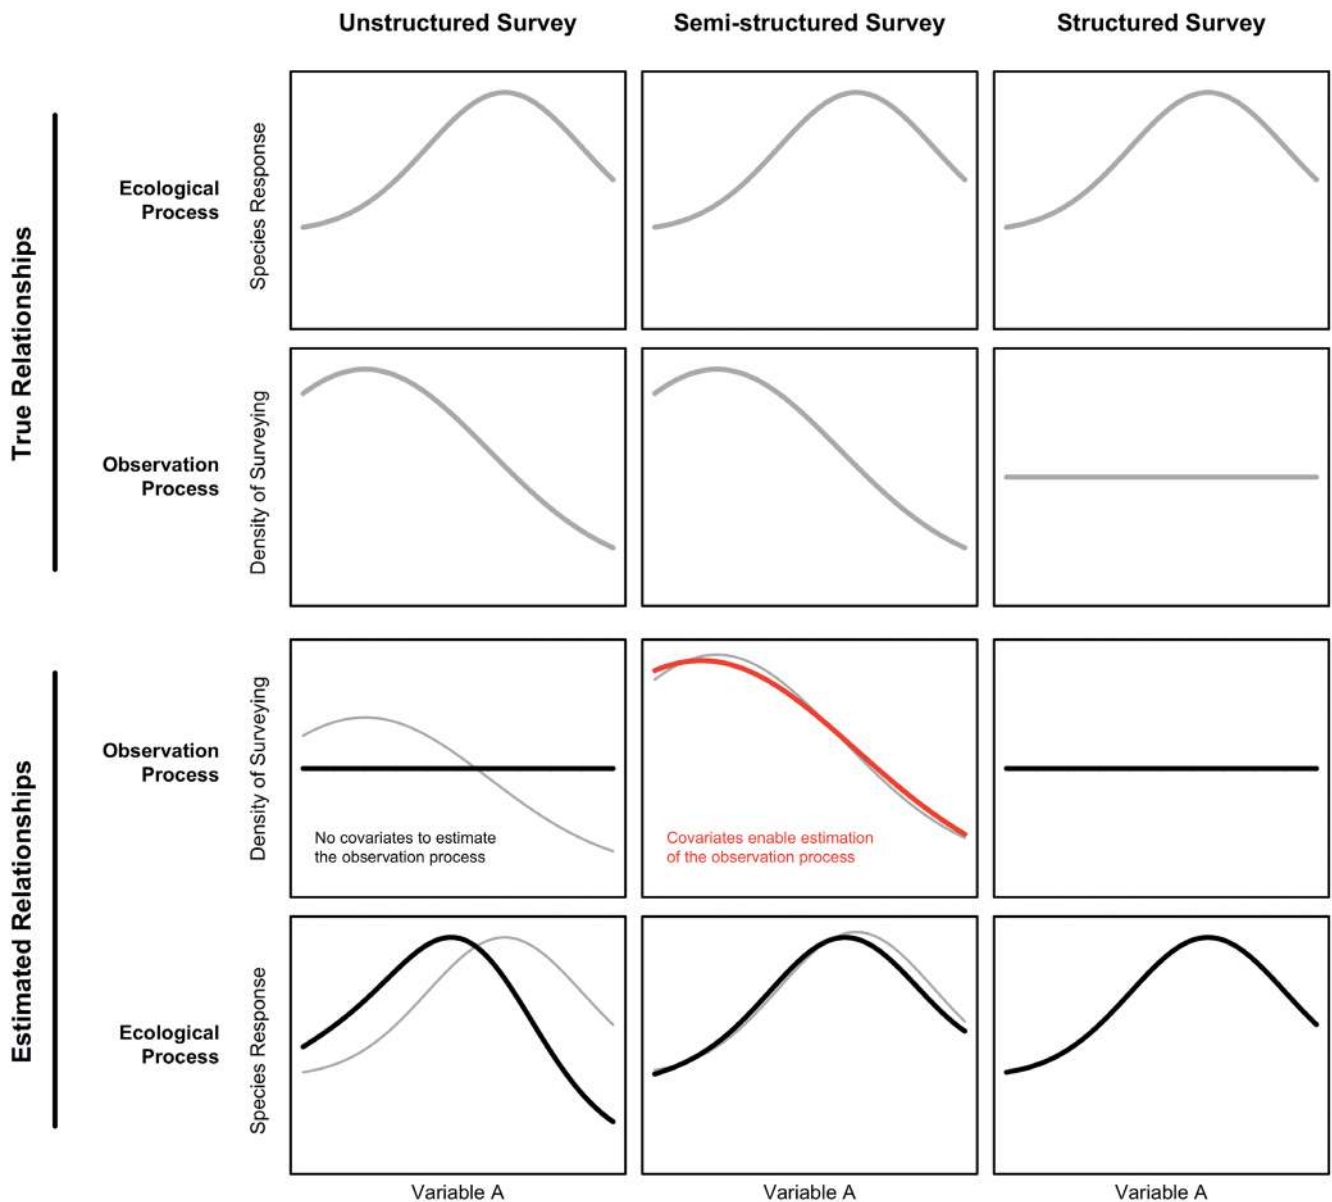 Unstructured Survey
Semi-structured Survey
Structured Survey
True Relationships
Ecological
Process
Species Response
Observation
Process
Density of Surveying
Estimated Relationships
Observation
Process
Density of Surveying
No covariates to estimate
the observation process
Covariates enable estimation
of the observation process
Ecological
Process
Species Response
Variable A
Variable A
Variable A